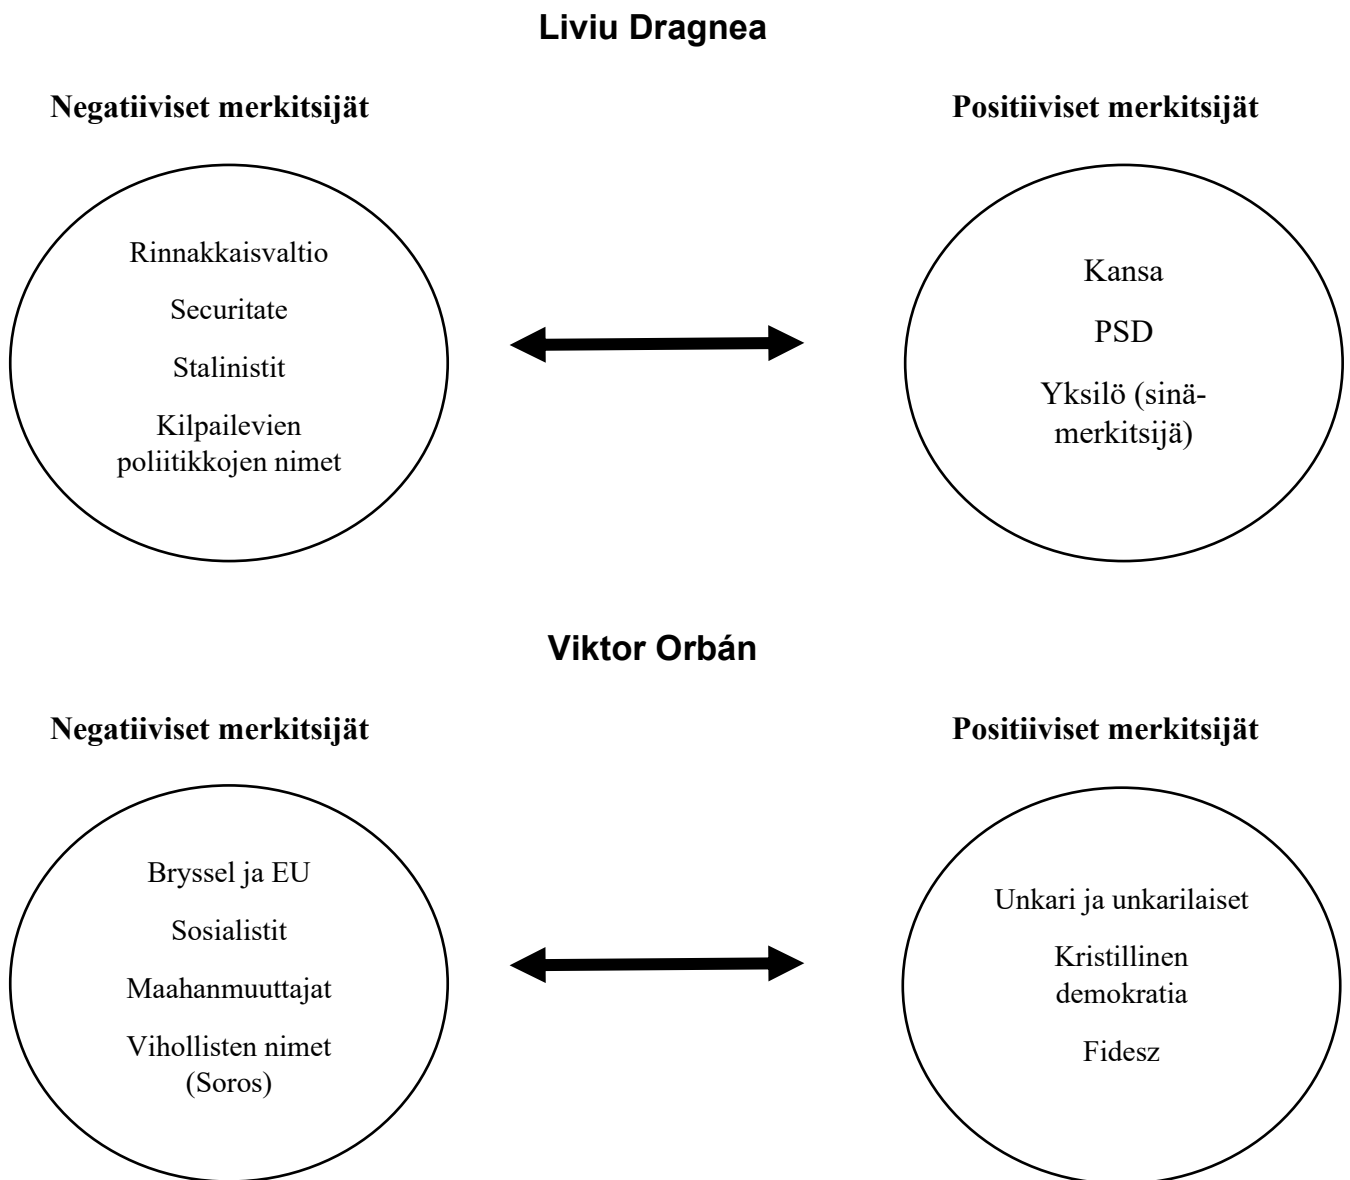 Liviu Dragnea
Negatiiviset merkitsijät
Positiiviset merkitsijät
Rinnakkaisvaltio
Securitate
Stalinistit
Kilpailevien
poliitikkojen nimet
Kansa
PSD
Yksilö (sinä-
merkitsijä)
Viktor Orbán
Negatiiviset merkitsijät
Positiiviset merkitsijät
Bryssel ja EU
Sosialistit
Maahanmuuttajat
Vihollisten nimet
(Soros)
Unkari ja unkarilaiset
Kristillinen
demokratia
Fidesz